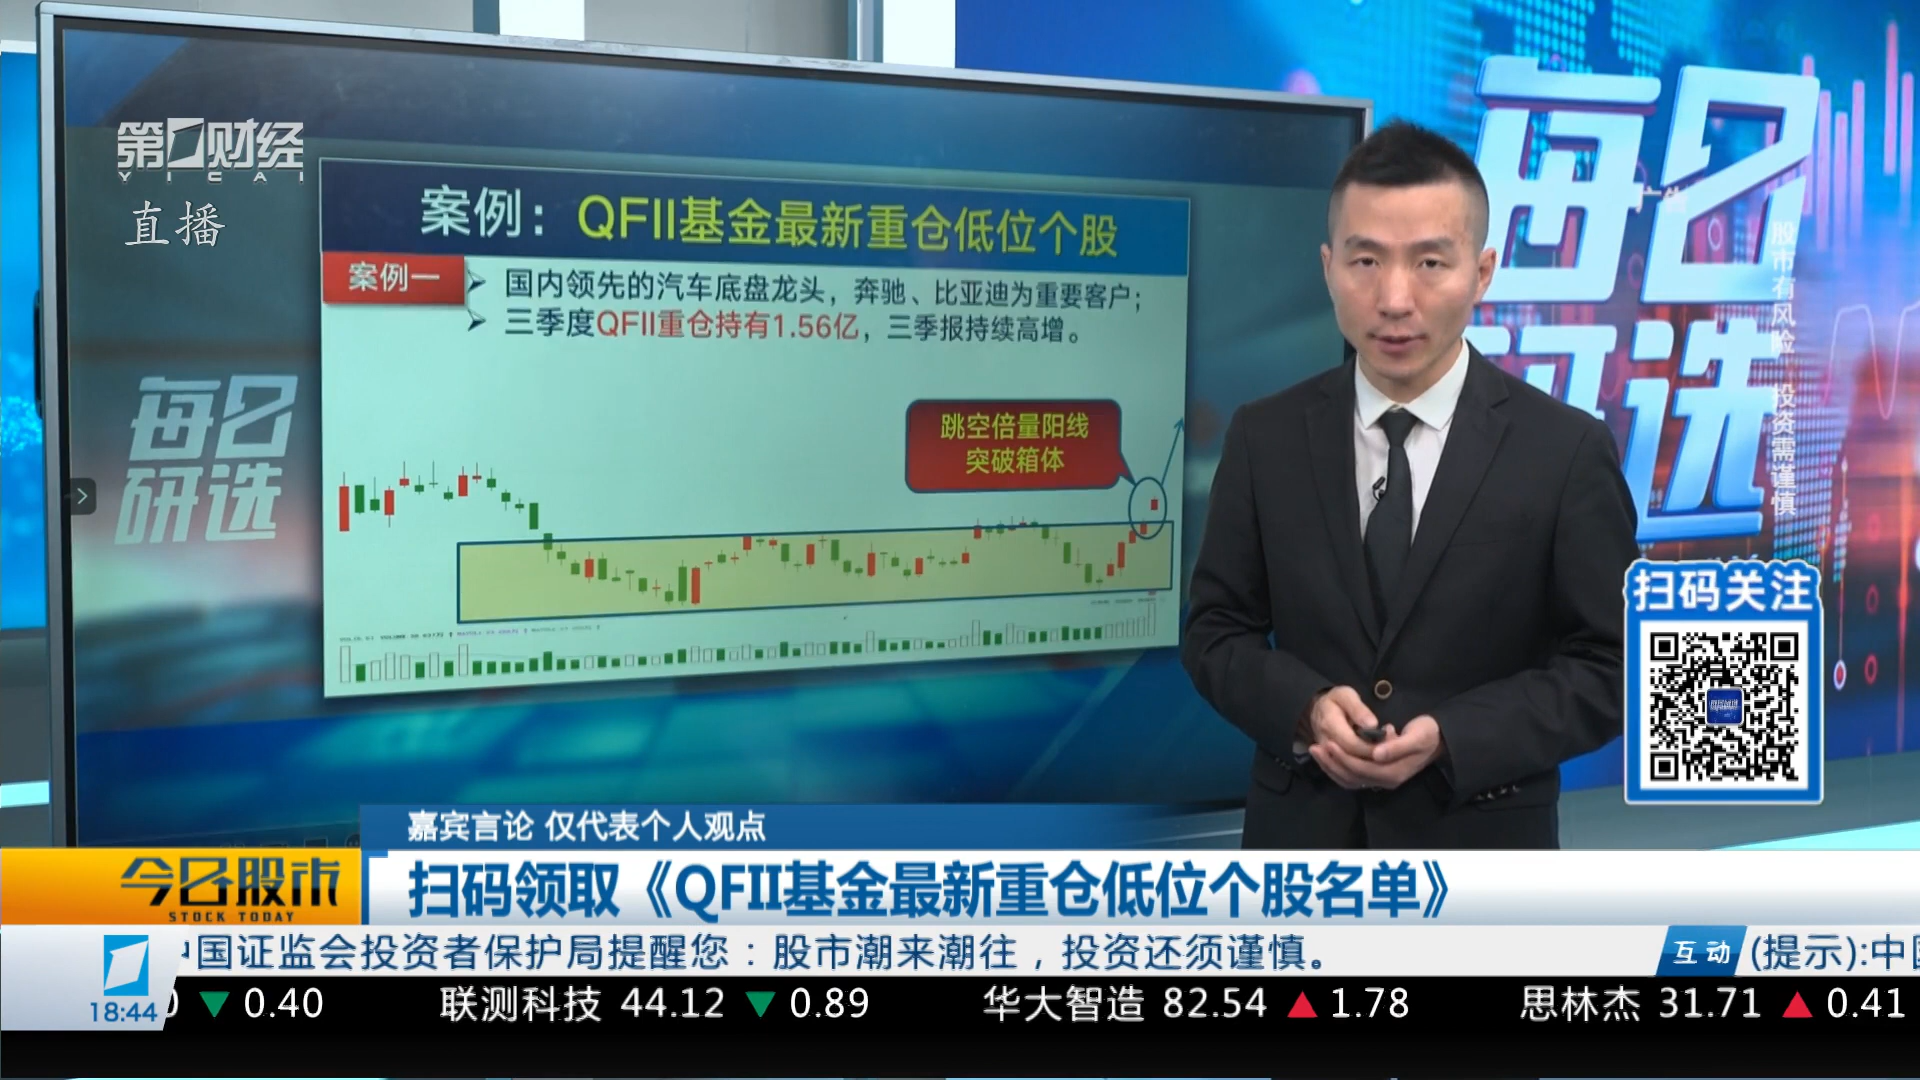 第一财经
YICAI
直播
每日
研选
案例：QFII基金最新重仓低位个股
案例一
国内领先的汽车底盘龙头，奔驰、比亚迪为重要客户；
三季度QFII重仓持有1.56亿，三季报持续高增。
跳空倍量阳线
突破箱体
每日
研选
广告
股市有风险 投资需谨慎
扫码关注
嘉宾言论 仅代表个人观点
今日股市
STOCK TODAY
扫码领取《QFII基金最新重仓低位个股名单》
中国证监会投资者保护局提醒您：股市潮来潮往，投资还须谨慎。
互动
(提示):中国
18:44
0 ▼ 0.40 联测科技 44.12 ▼ 0.89 华大智造 82.54 ▲ 1.78 思林杰 31.71 ▲ 0.41